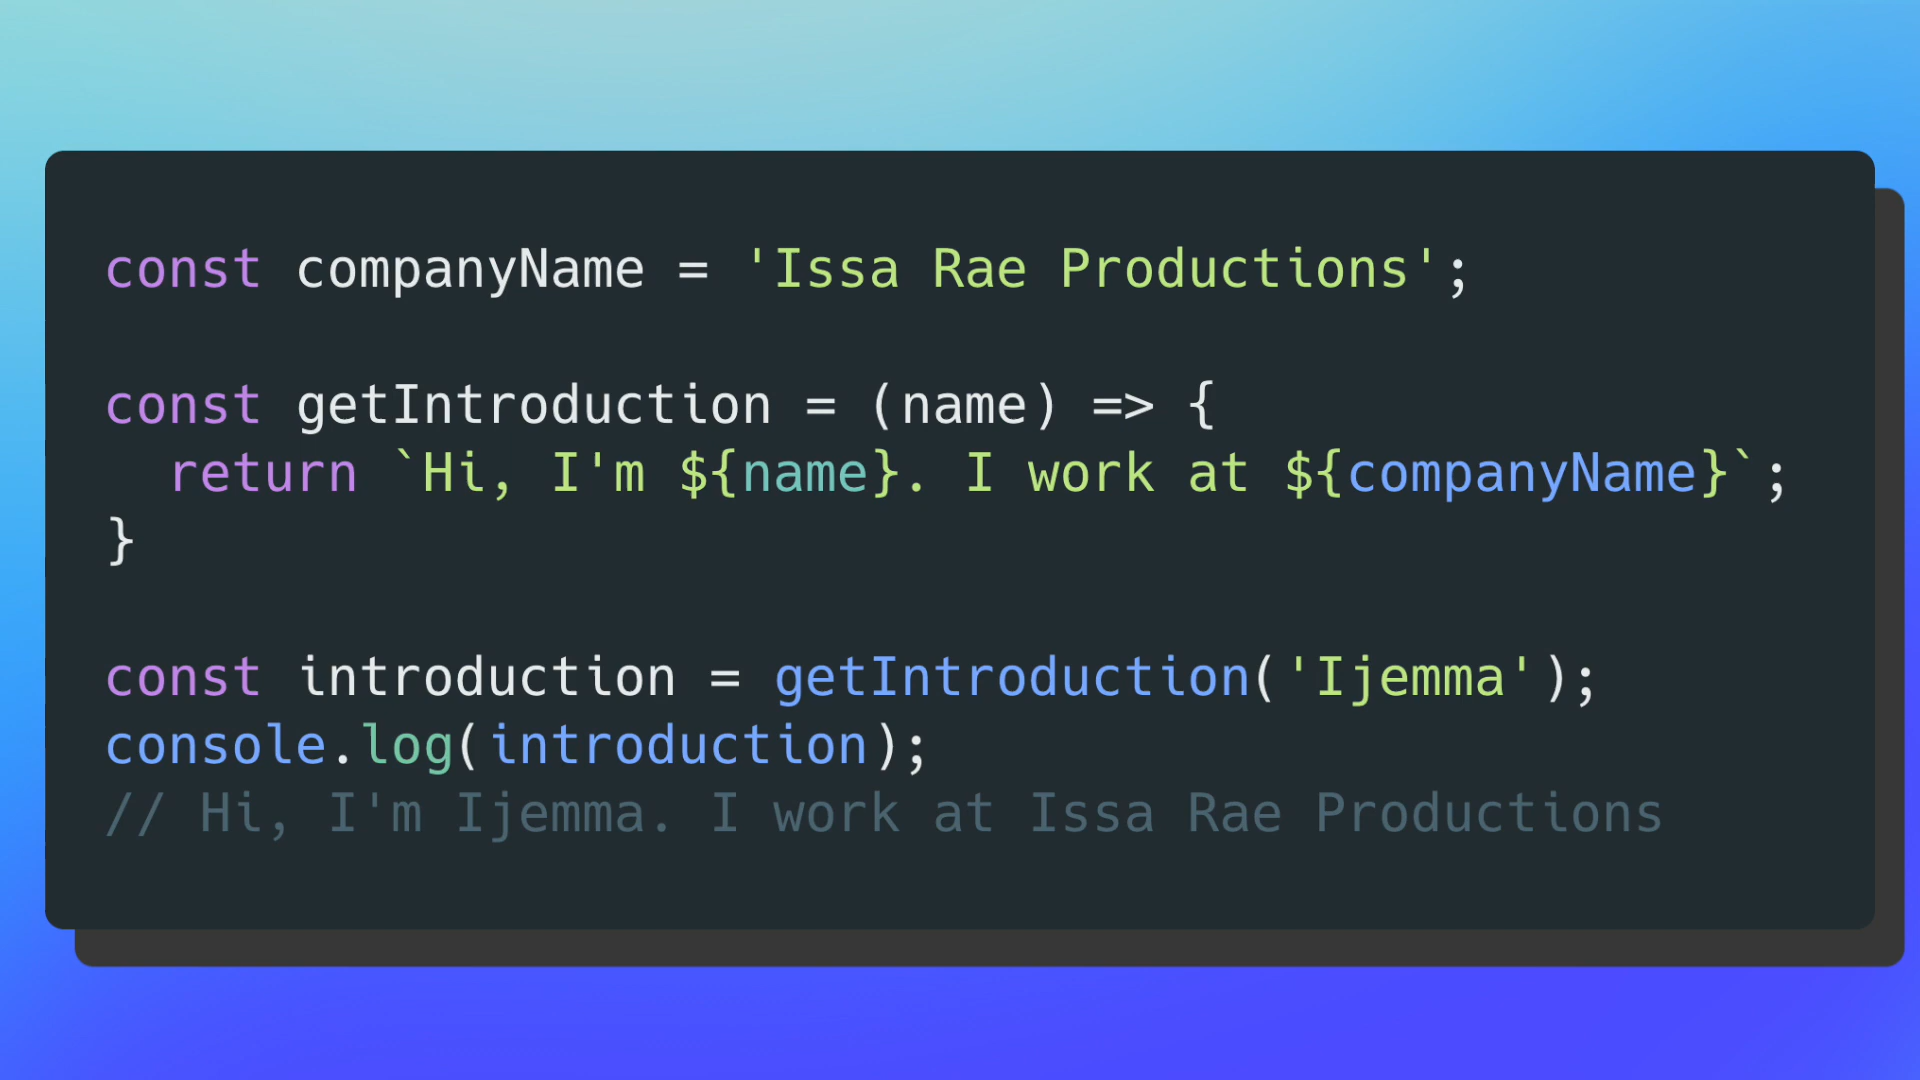 const companyName = 'Issa Rae Productions';
const getIntroduction = (name) => {
  return `Hi, I'm ${name}. I work at ${companyName}`;
}
const introduction = getIntroduction('Ijemma');
console.log(introduction);
// Hi, I'm Ijemma. I work at Issa Rae Productions